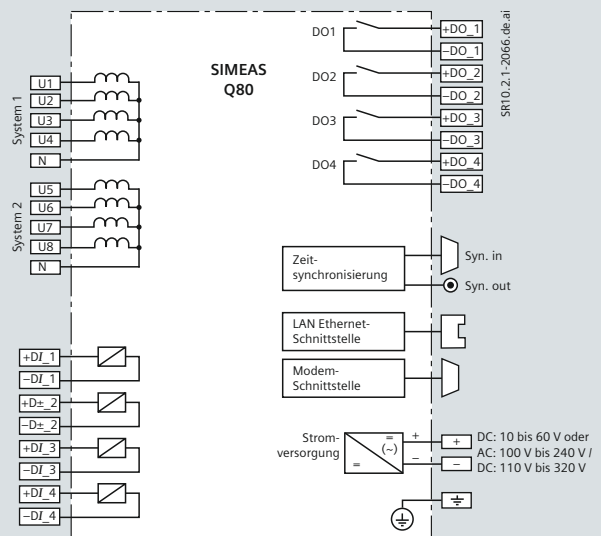 SIMEAS
Q80
System 1
U1
U2
U3
U4
N
System 2
U5
U6
U7
U8
N
+DI_1
−DI_1
+D±_2
−D±_2
+DI_3
−DI_3
+DI_4
−DI_4
DO1
+DO_1
−DO_1
DO2
+DO_2
−DO_2
DO3
+DO_3
−DO_3
DO4
+DO_4
−DO_4
SR10.2.1-2066.de.ai
Zeit-
synchronisierung
Syn. in
Syn. out
LAN Ethernet-
Schnittstelle
Modem-
Schnittstelle
Strom-
versorgung
=
(~)
=
+
−
+
−
DC: 10 bis 60 V oder
AC: 100 V bis 240 V /
DC: 110 V bis 320 V